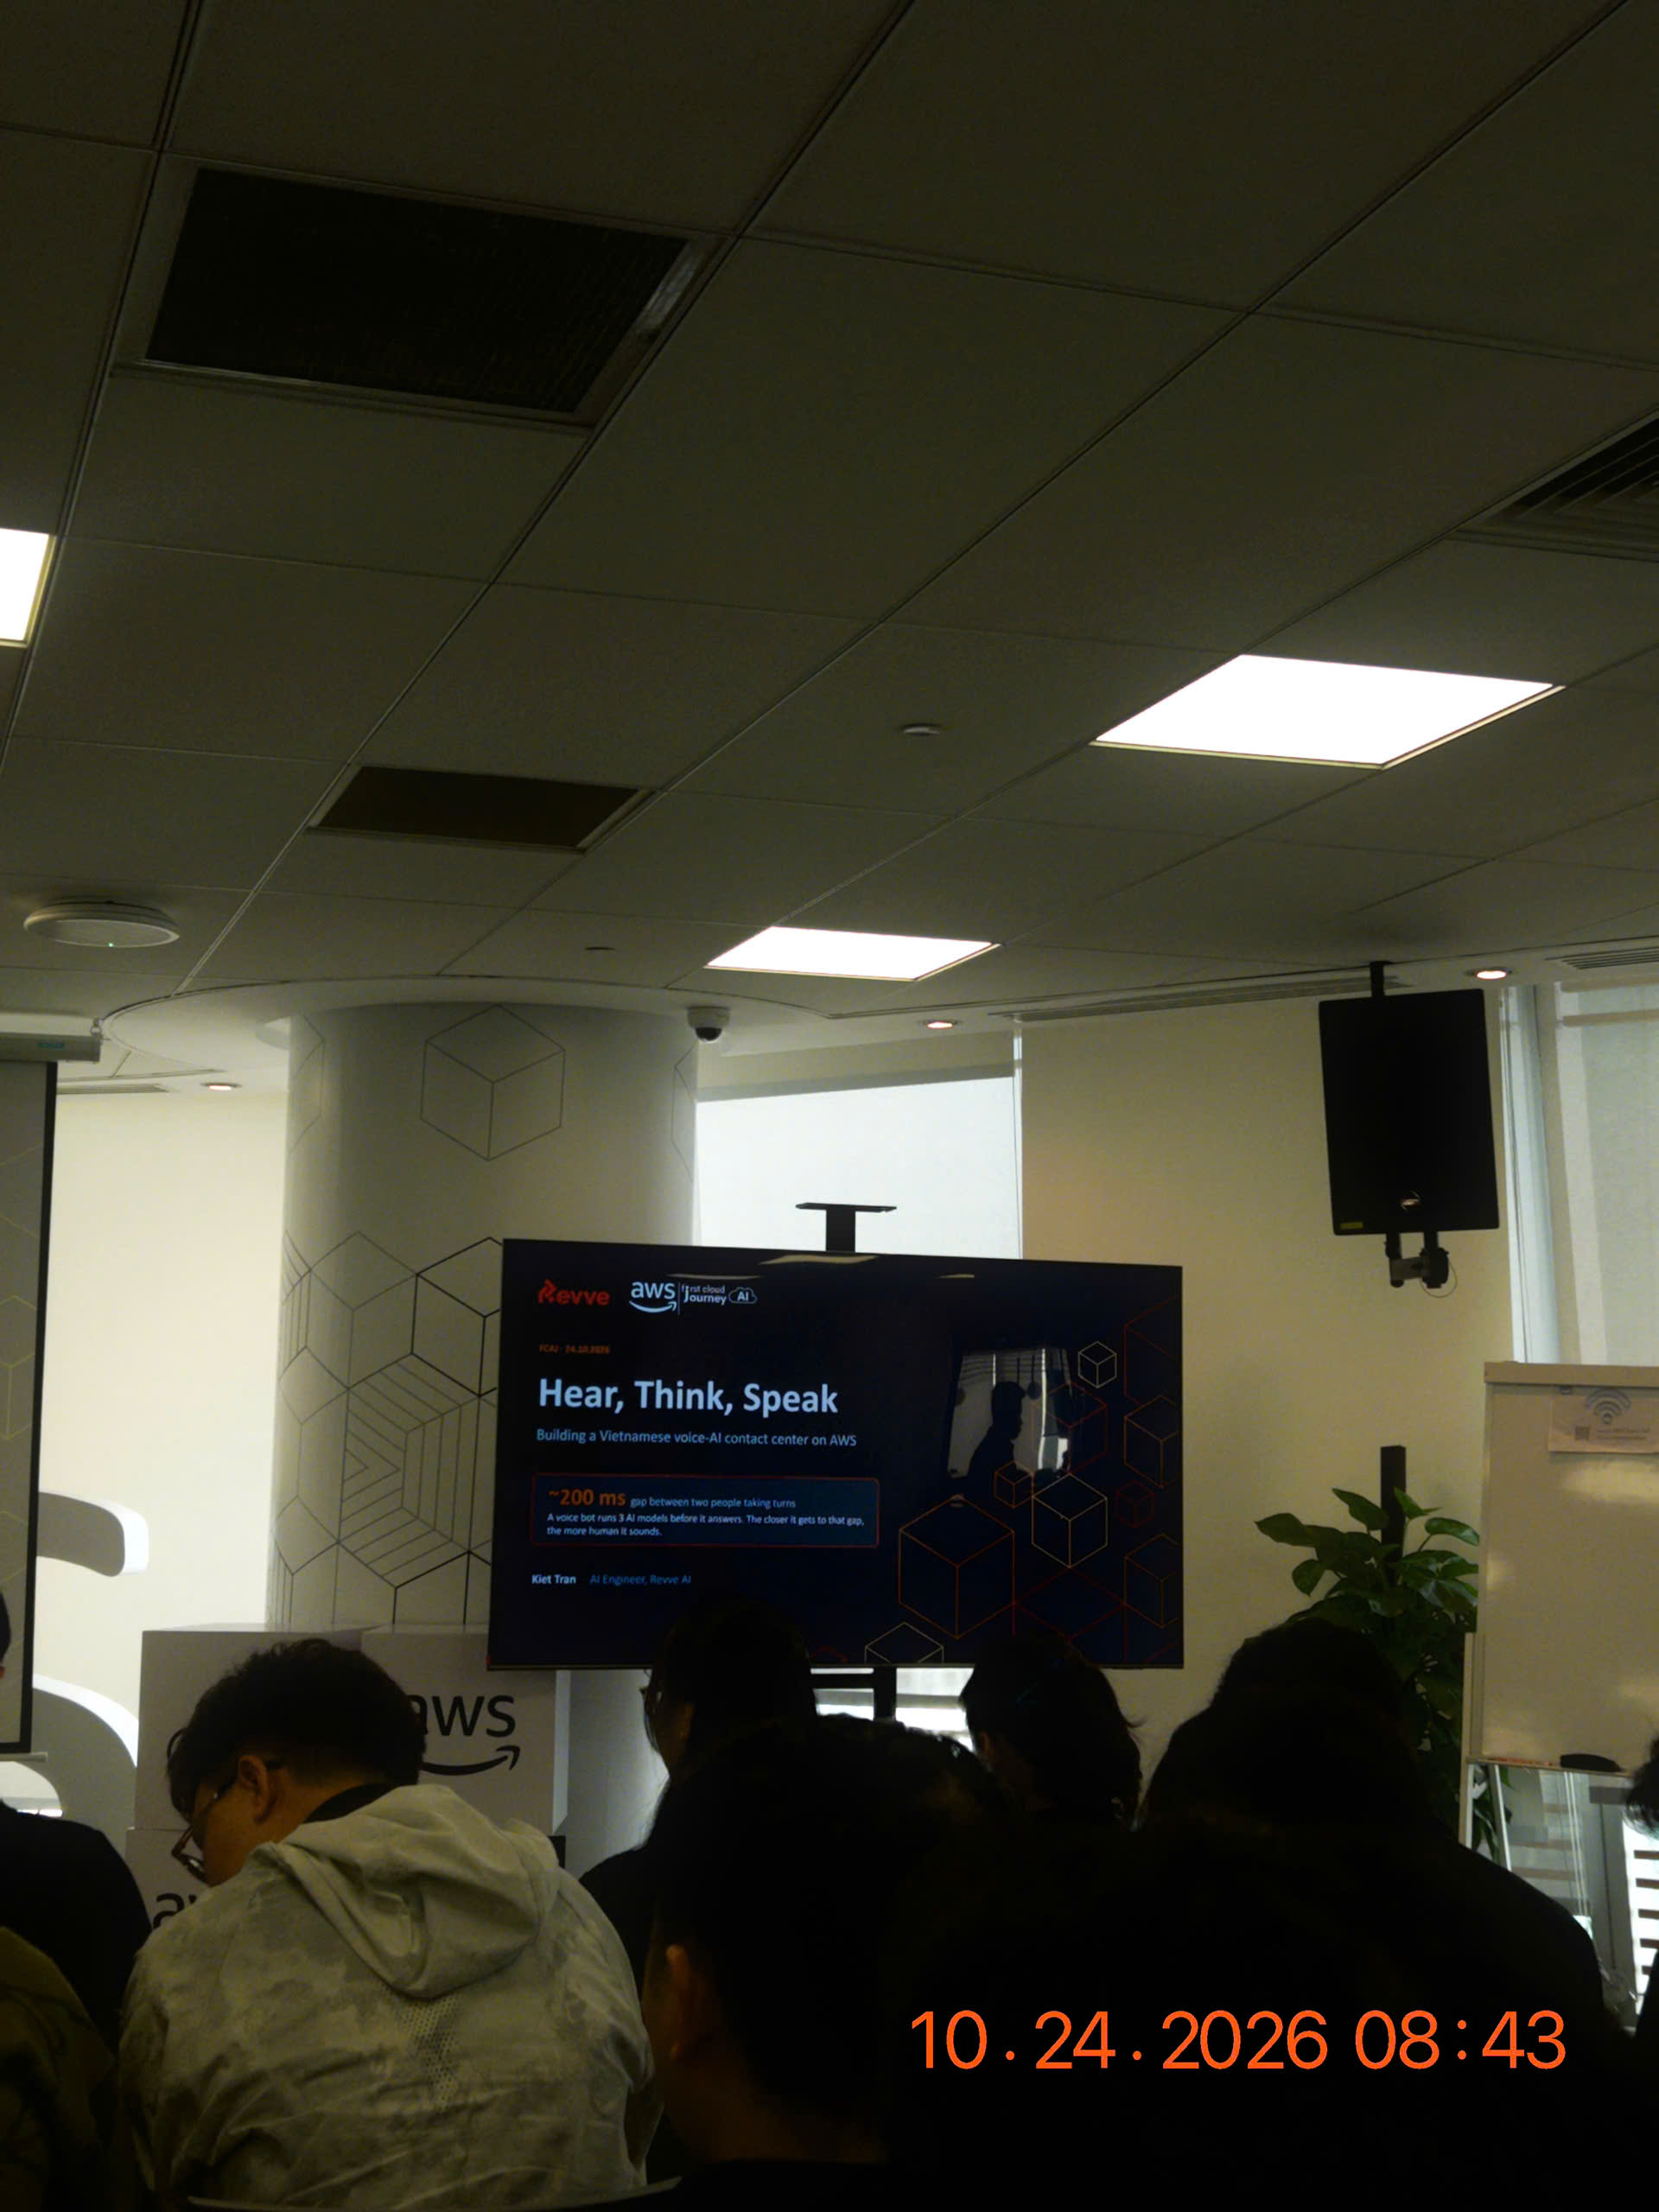 Revve
aws
first cloud
journey
AI
FCAJ · 24.10.2026
Hear, Think, Speak
Building a Vietnamese voice-AI contact center on AWS
~200 ms gap between two people taking turns
A voice bot runs 3 AI models before it answers. The closer it gets to that gap,
the more human it sounds.
Kiet Tran AI Engineer, Revve AI
aws
10.24.2026 08:43